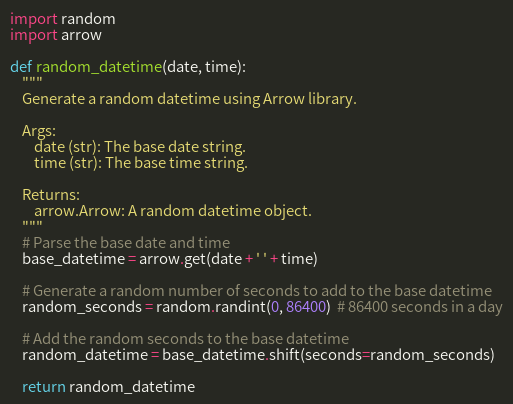 import random
import arrow

def random_datetime(date, time):
    """
    Generate a random datetime using Arrow library.

    Args:
        date (str): The base date string.
        time (str): The base time string.

    Returns:
        arrow.Arrow: A random datetime object.
    """
    # Parse the base date and time
    base_datetime = arrow.get(date + ' ' + time)

    # Generate a random number of seconds to add to the base datetime
    random_seconds = random.randint(0, 86400)  # 86400 seconds in a day

    # Add the random seconds to the base datetime
    random_datetime = base_datetime.shift(seconds=random_seconds)

    return random_datetime